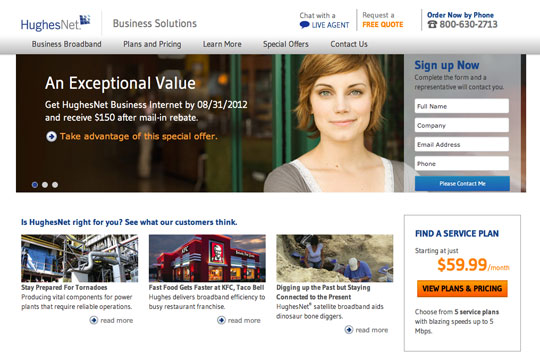 HughesNet.
Business Solutions
Chat with a
LIVE AGENT
Request a
FREE QUOTE
Order Now by Phone
800-630-2713
Business Broadband
Plans and Pricing
Learn More
Special Offers
Contact Us
An Exceptional Value
Get HughesNet Business Internet by 08/31/2012
and receive $150 after mail-in rebate.
Take advantage of this special offer.
Sign up Now
Complete the form and a
representative will contact you.
Full Name
Company
Email Address
Phone
Please Contact Me
Is HughesNet right for you? See what our customers think.
KFC
Stay Prepared For Tornadoes
Producing vital components for power
plants that require reliable operations.
read more
Fast Food Gets Faster at KFC, Taco Bell
Hughes delivers broadband efficiency to
busy restaurant franchise.
read more
Digging up the Past but Staying
Connected to the Present
HughesNet® satellite broadband aids
dinosaur bone diggers.
read more
FIND A SERVICE PLAN
Starting at just
$59.99/month
VIEW PLANS & PRICING
Choose from 5 service plans
with blazing speeds up to 5
Mbps.